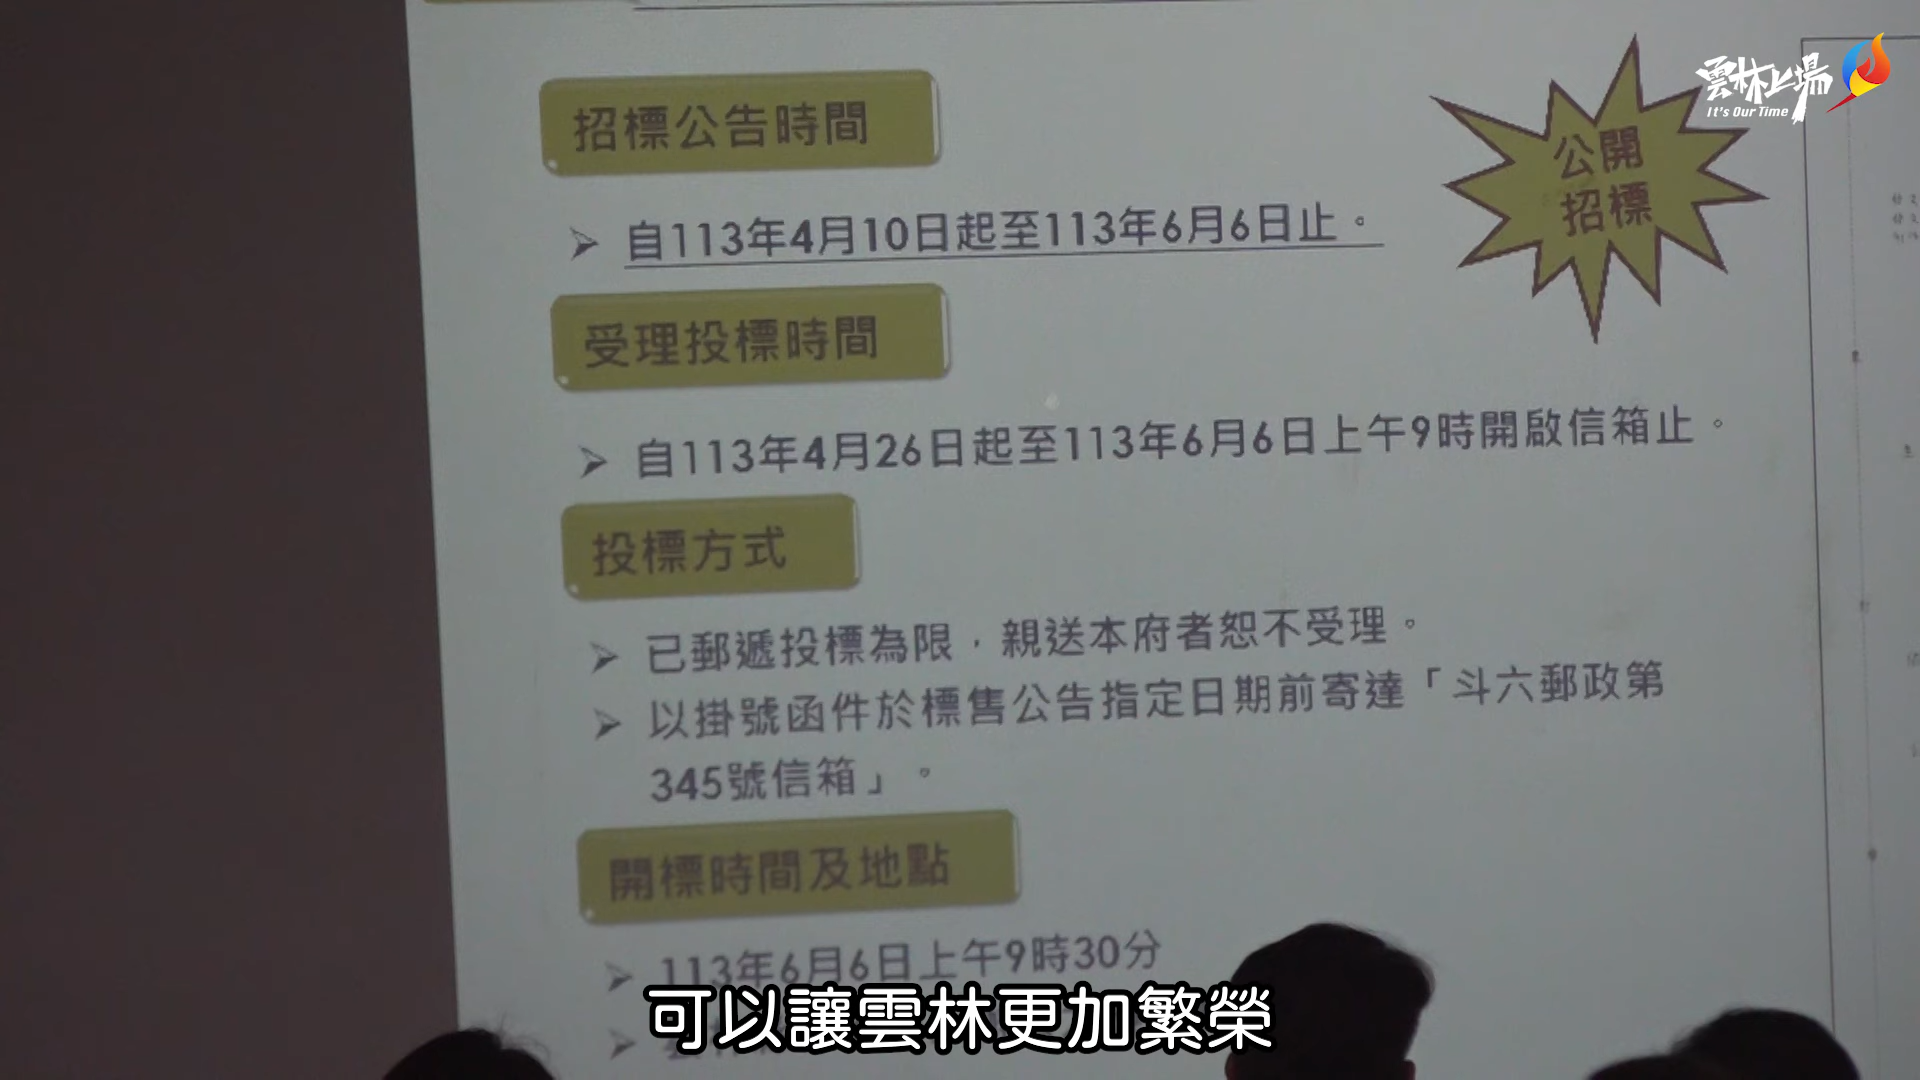 雲林上場
It's Our Time
公開
招標
招標公告時間
自113年4月10日起至113年6月6日止。
受理投標時間
自113年4月26日起至113年6月6日上午9時開啟信箱止。
投標方式
已郵遞投標為限，親送本府者恕不受理。
以掛號函件於標售公告指定日期前寄達「斗六郵政第
345號信箱」。
開標時間及地點
113年6月6日上午9時30分
可以讓雲林更加繁榮